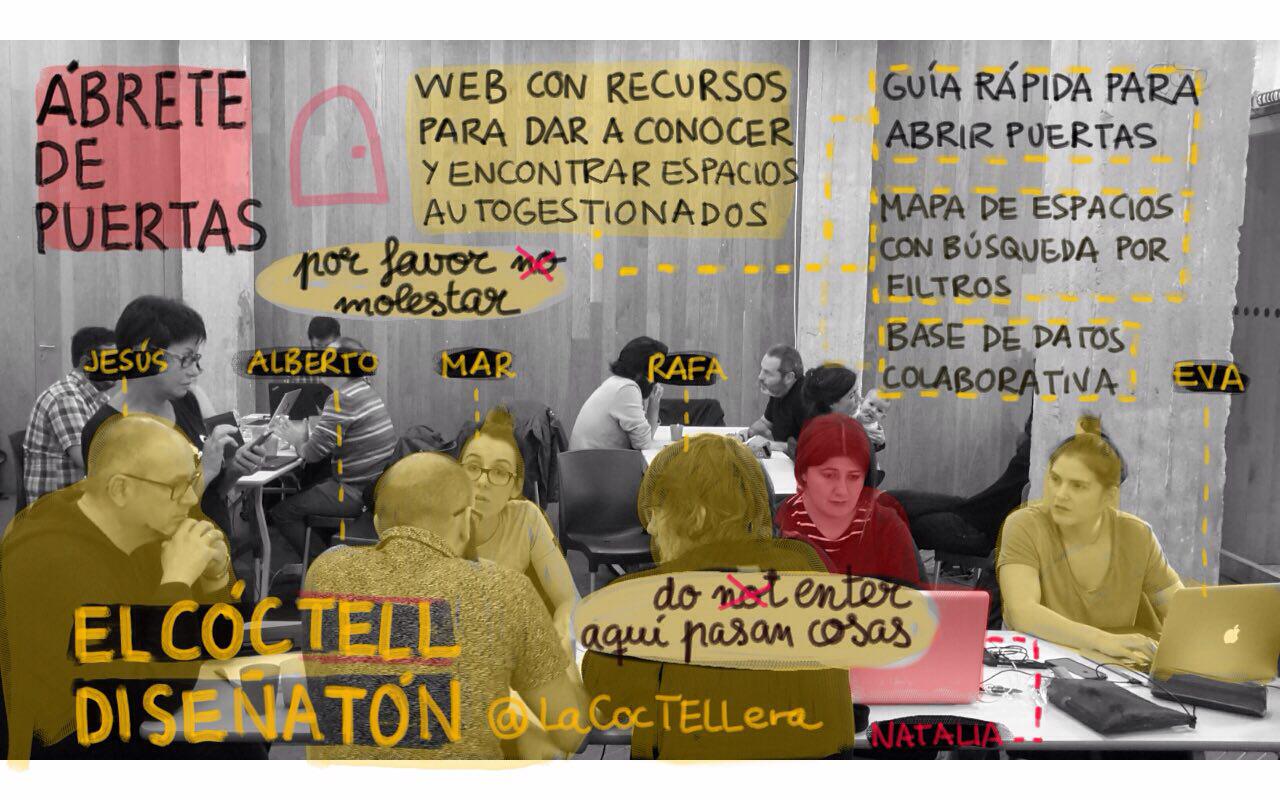 ÁBRETE
DE
PUERTAS
WEB CON RECURSOS
PARA DAR A CONOCER
Y ENCONTRAR ESPACIOS
AUTOGESTIONADOS
GUÍA RÁPIDA PARA
ABRIR PUERTAS
MAPA DE ESPACIOS
CON BÚSQUEDA POR
FILTROS
BASE DE DATOS
COLABORATIVA
por favor no
molestar
JESÚS
ALBERTO
MAR
RAFA
EVA
do not enter
aquí pasan cosas
EL CÓCTELL
DISEÑATÓN
@LaCocTELLera
NATALIA